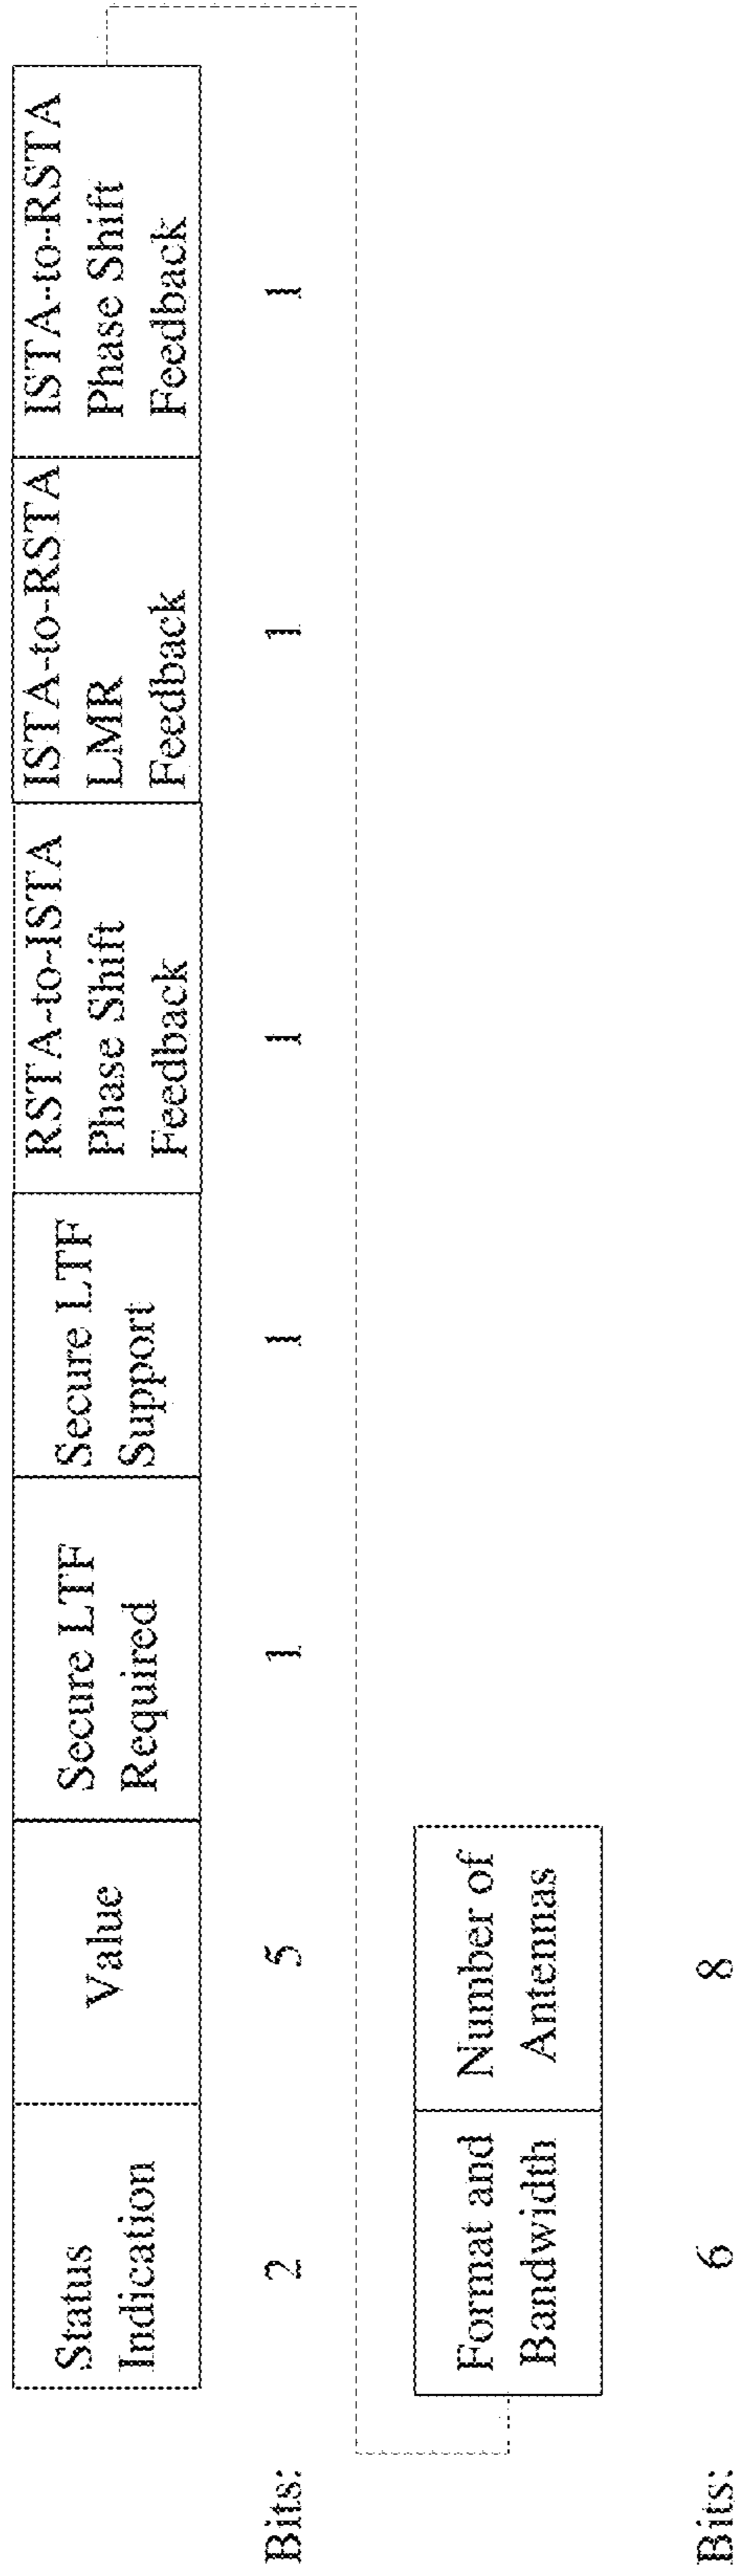 Status
Indication
Value
Secure LTF
Required
Secure LTF
Support
RSTA-to-ISTA
Phase Shift
Feedback
ISTA-to-RSTA
LMR
Feedback
ISTA-to-RSTA
Phase Shift
Feedback
Bits: 2 5 1 1 1 1 1
Format and
Bandwidth
Number of
Antennas
Bits: 6 8